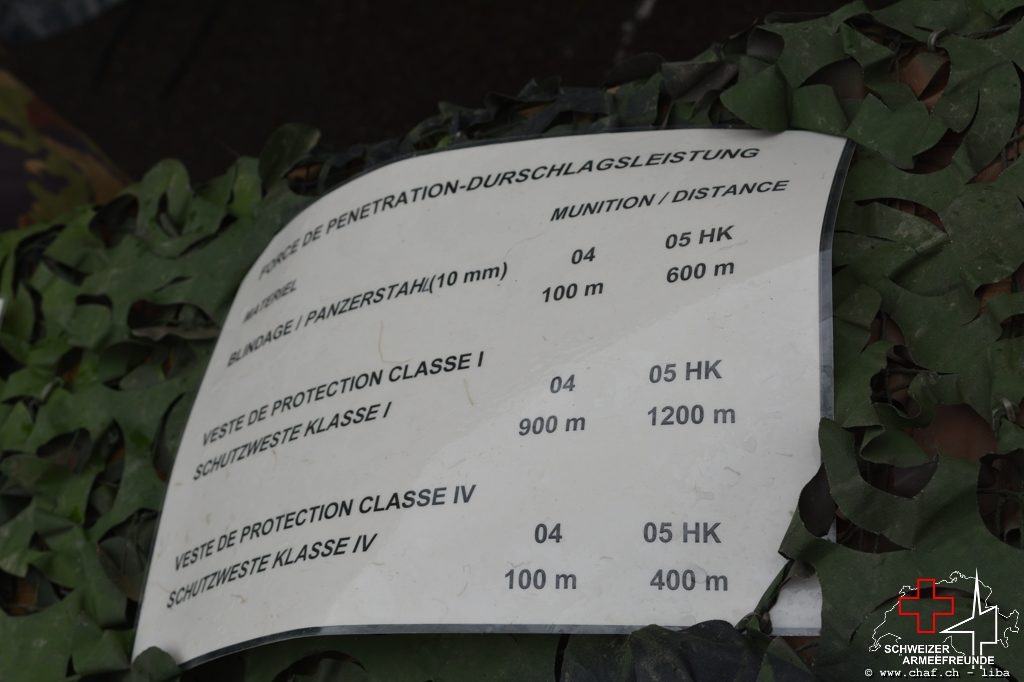 FORCE DE PENETRATION-DURSCHLAGSLEISTUNG
MATERIEL MUNITION / DISTANCE
04 05 HK
BLINDAGE / PANZERSTAHL(10 mm) 100 m 600 m
VESTE DE PROTECTION CLASSE I 04 05 HK
SCHUTZWESTE KLASSE I 900 m 1200 m
VESTE DE PROTECTION CLASSE IV 04 05 HK
SCHUTZWESTE KLASSE IV 100 m 400 m
SCHWEIZER
ARMEEFREUNDE
© www.chaf.ch - liba